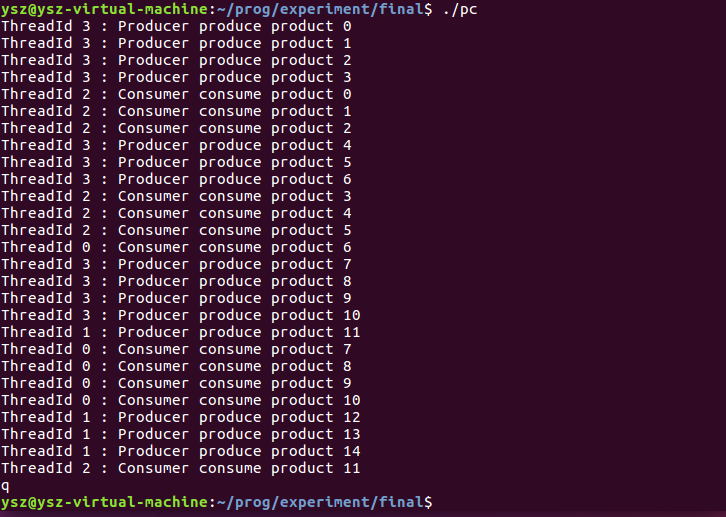 ysz@ysz-virtual-machine:~/prog/experiment/final$ ./pc
ThreadId 3 : Producer produce product 0
ThreadId 3 : Producer produce product 1
ThreadId 3 : Producer produce product 2
ThreadId 3 : Producer produce product 3
ThreadId 2 : Consumer consume product 0
ThreadId 2 : Consumer consume product 1
ThreadId 2 : Consumer consume product 2
ThreadId 3 : Producer produce product 4
ThreadId 3 : Producer produce product 5
ThreadId 3 : Producer produce product 6
ThreadId 2 : Consumer consume product 3
ThreadId 2 : Consumer consume product 4
ThreadId 2 : Consumer consume product 5
ThreadId 0 : Consumer consume product 6
ThreadId 3 : Producer produce product 7
ThreadId 3 : Producer produce product 8
ThreadId 3 : Producer produce product 9
ThreadId 3 : Producer produce product 10
ThreadId 1 : Producer produce product 11
ThreadId 0 : Consumer consume product 7
ThreadId 0 : Consumer consume product 8
ThreadId 0 : Consumer consume product 9
ThreadId 0 : Consumer consume product 10
ThreadId 1 : Producer produce product 12
ThreadId 1 : Producer produce product 13
ThreadId 1 : Producer produce product 14
ThreadId 2 : Consumer consume product 11
q
ysz@ysz-virtual-machine:~/prog/experiment/final$